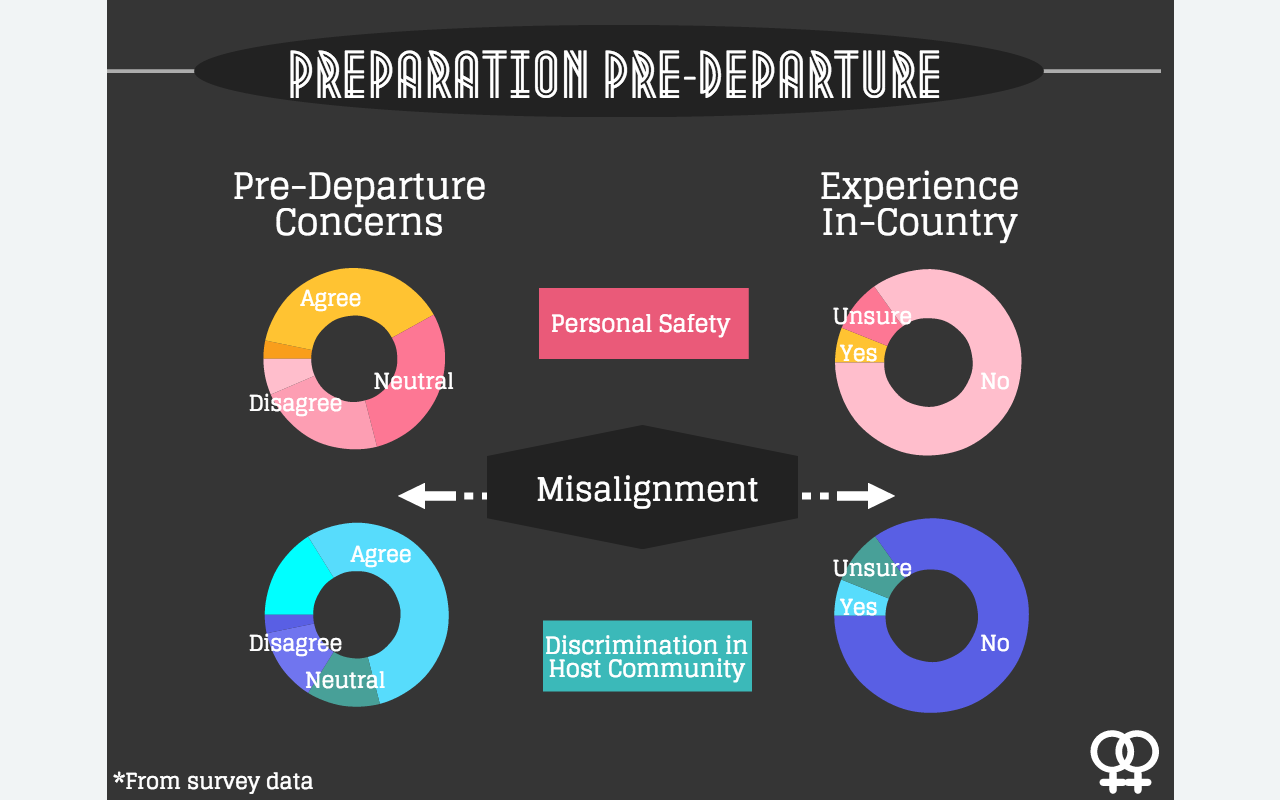 PREPARATION PRE-DEPARTURE
Pre-Departure
Concerns
Experience
In-Country
Agree
Neutral
Disagree
Personal Safety
Unsure
Yes
No
Misalignment
Agree
Disagree
Neutral
Discrimination in
Host Community
Unsure
Yes
No
*From survey data